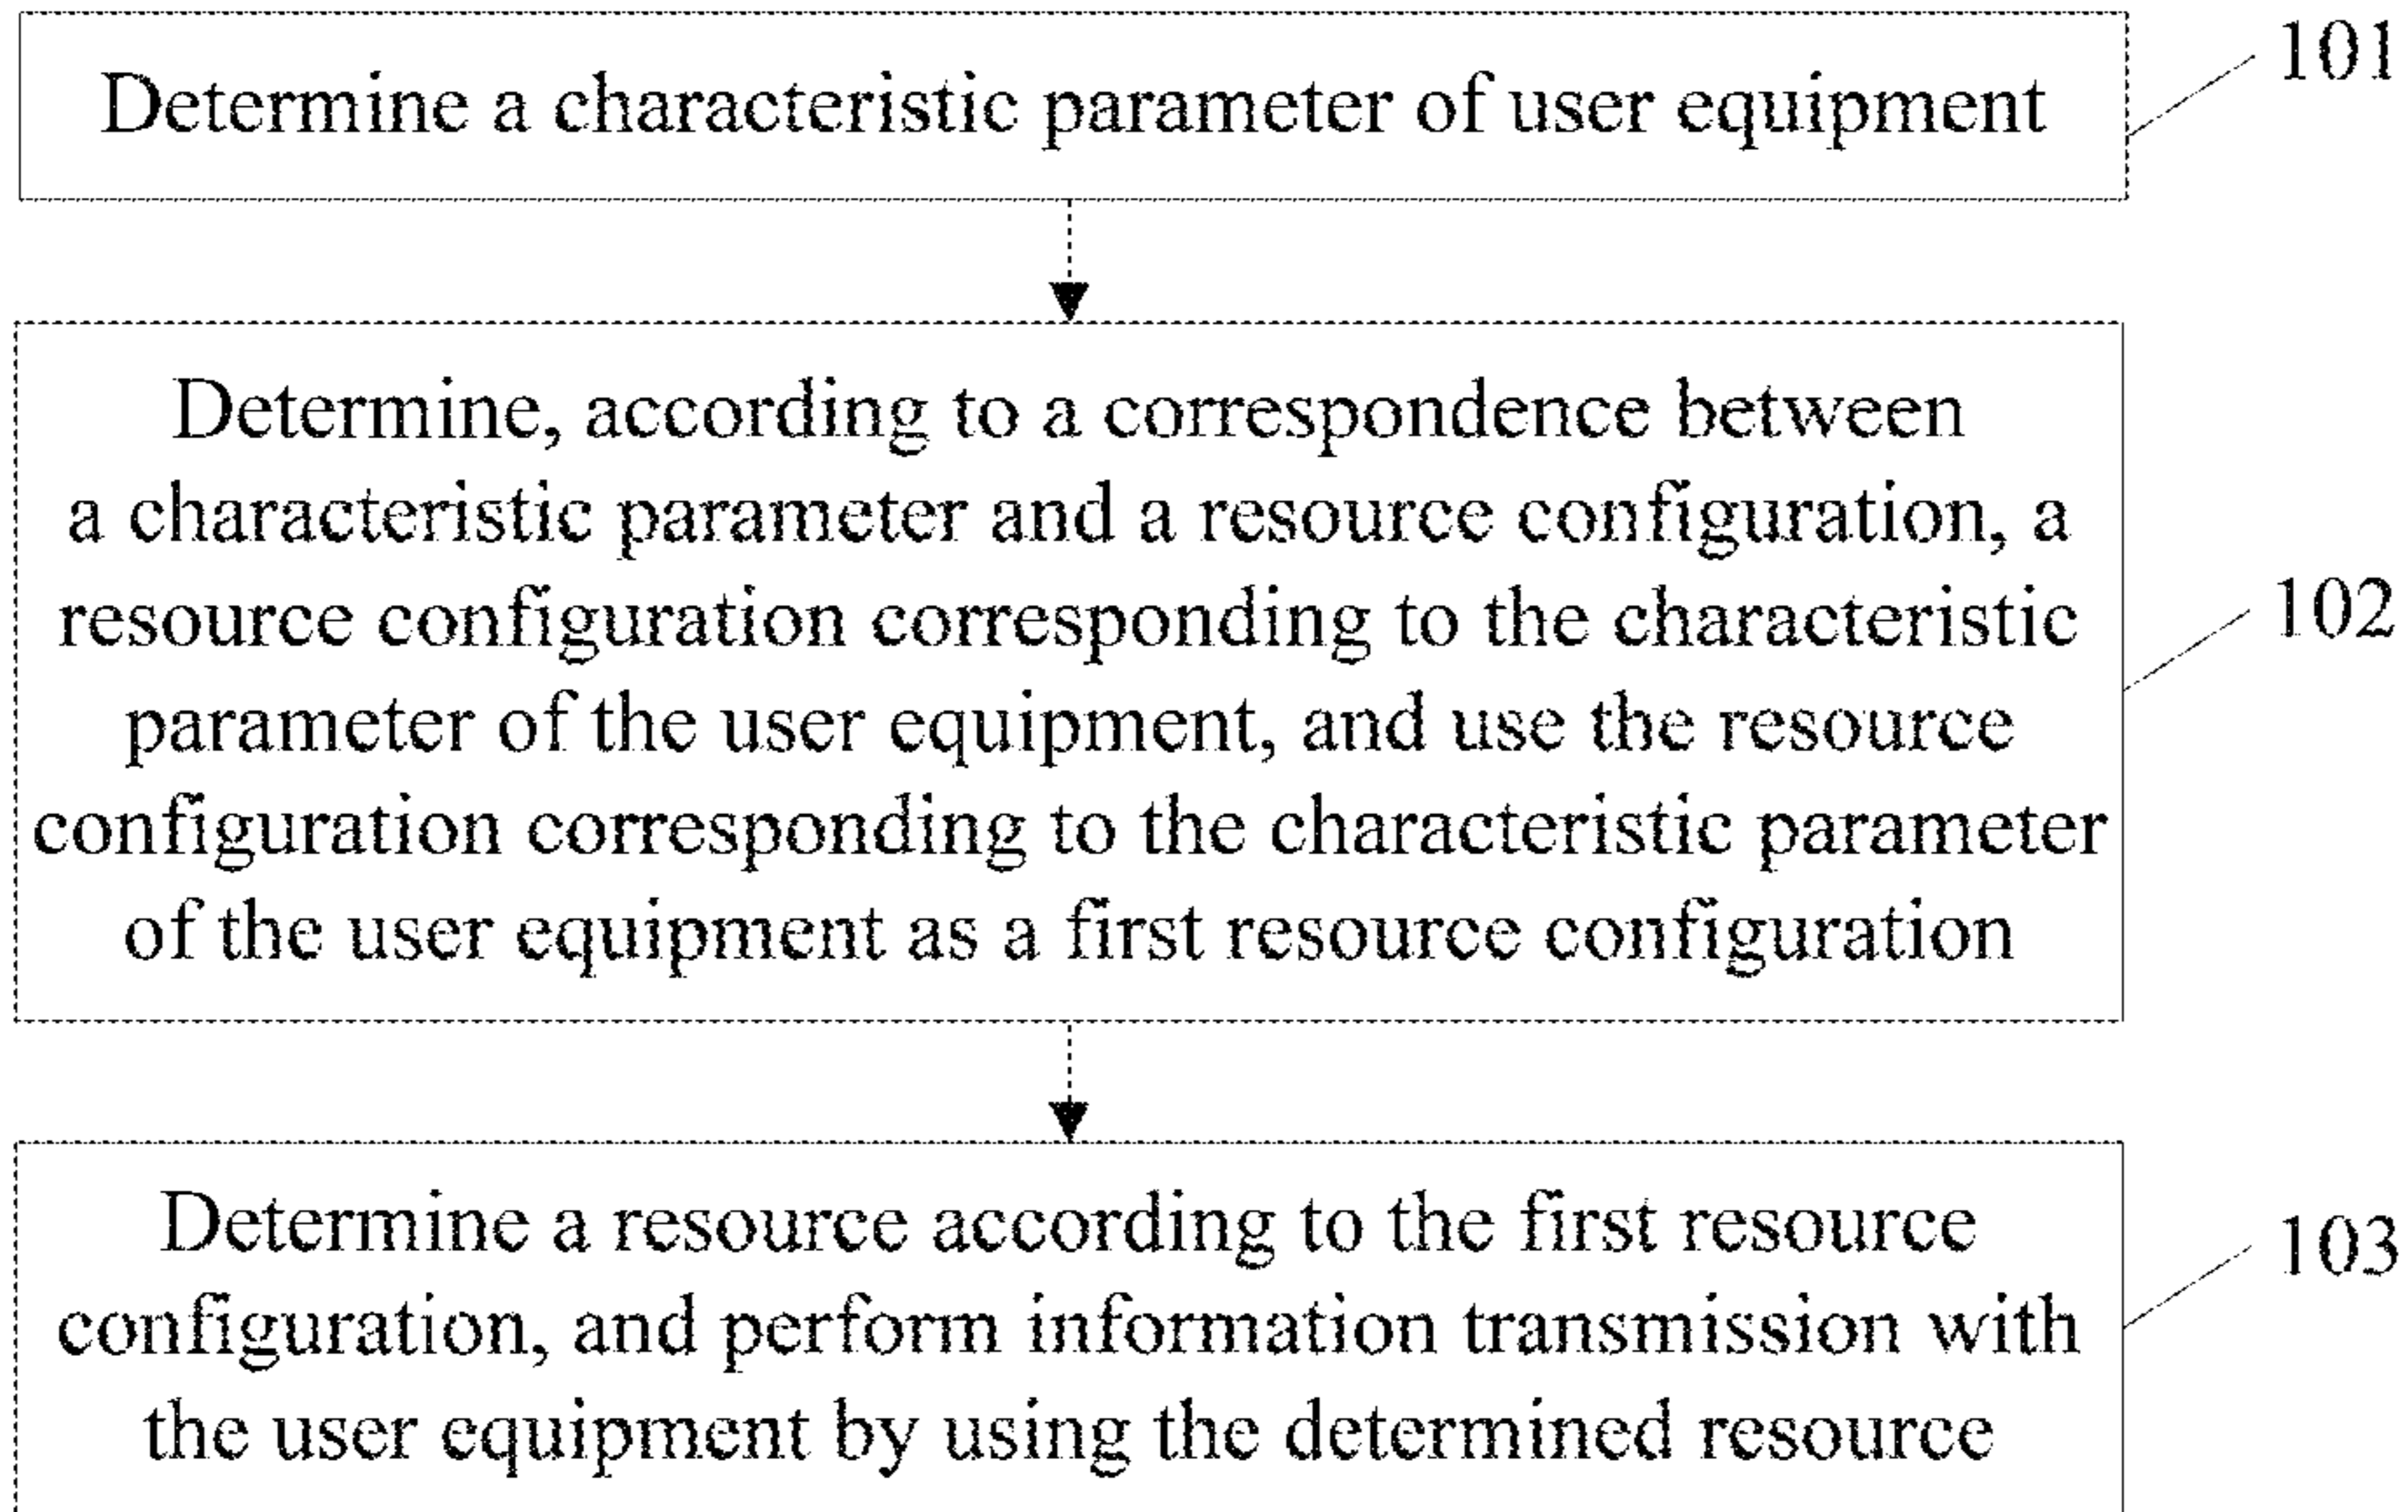 Determine a characteristic parameter of user equipment
101
Determine, according to a correspondence between
a characteristic parameter and a resource configuration, a
resource configuration corresponding to the characteristic
parameter of the user equipment, and use the resource
configuration corresponding to the characteristic parameter
of the user equipment as a first resource configuration
102
Determine a resource according to the first resource
configuration, and perform information transmission with
the user equipment by using the determined resource
103